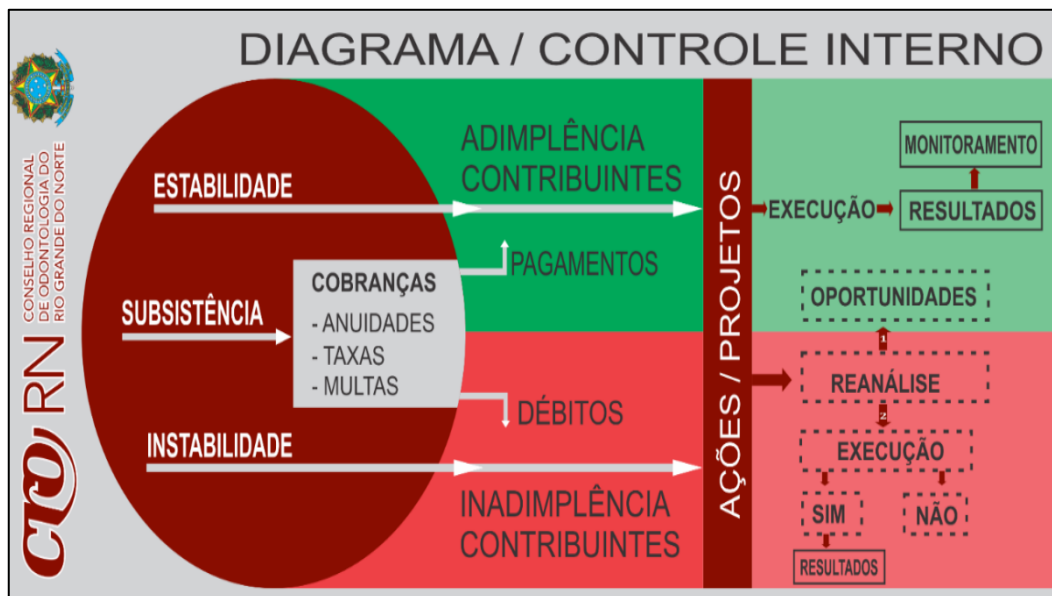 DIAGRAMA / CONTROLE INTERNO
cro RN
CONSELHO REGIONAL
DE ODONTOLOGIA DO
RIO GRANDE DO NORTE
ESTABILIDADE
ADIMPLÊNCIA
CONTRIBUINTES
PAGAMENTOS
SUBSISTÊNCIA
COBRANÇAS
- ANUIDADES
- TAXAS
- MULTAS
DÉBITOS
INSTABILIDADE
INADIMPLÊNCIA
CONTRIBUINTES
AÇÕES / PROJETOS
MONITORAMENTO
EXECUÇÃO
RESULTADOS
OPORTUNIDADES
1
REANÁLISE
2
EXECUÇÃO
SIM
NÃO
RESULTADOS